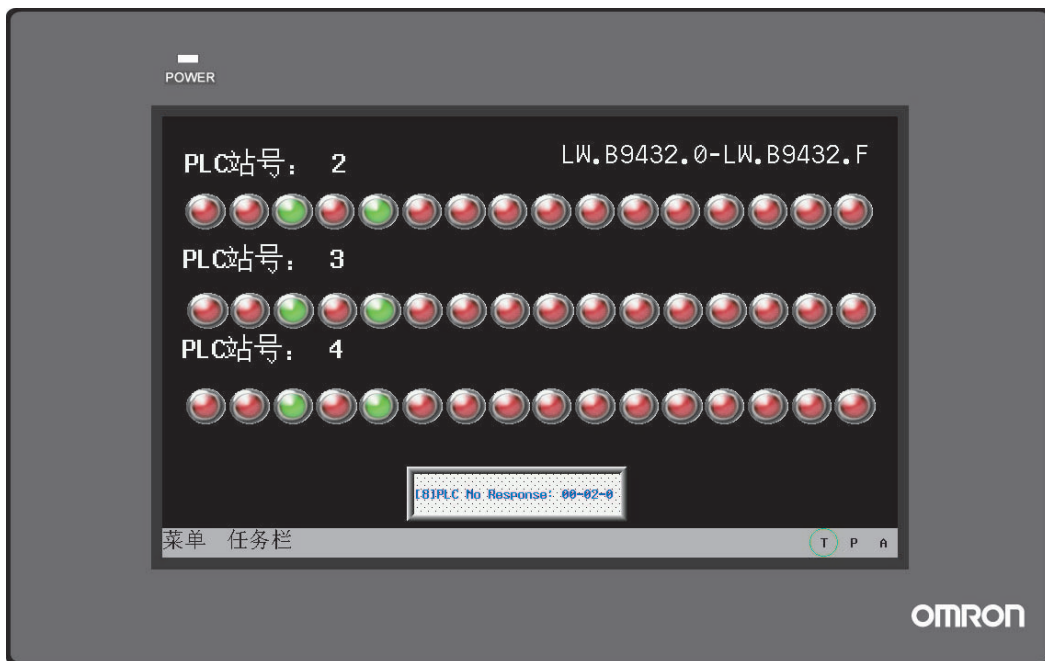 POWER
PLC站号： 2
LW.B9432.0-LW.B9432.F
PLC站号： 3
PLC站号： 4
[8]PLC No Response: 00-02-0
菜单 任务栏
T P A
OMRON